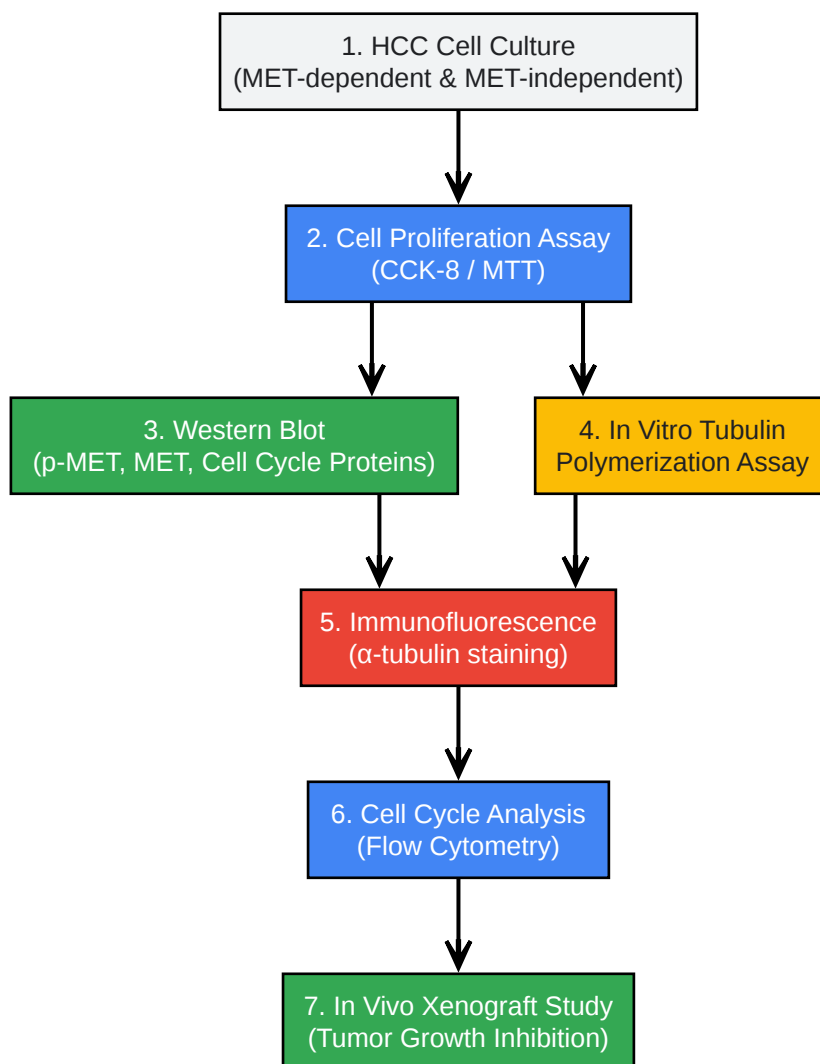 1. HCC Cell Culture
(MET-dependent & MET-independent)
2. Cell Proliferation Assay
(CCK-8 / MTT)
3. Western Blot
(p-MET, MET, Cell Cycle Proteins)
4. In Vitro Tubulin
Polymerization Assay
5. Immunofluorescence
(α-tubulin staining)
6. Cell Cycle Analysis
(Flow Cytometry)
7. In Vivo Xenograft Study
(Tumor Growth Inhibition)